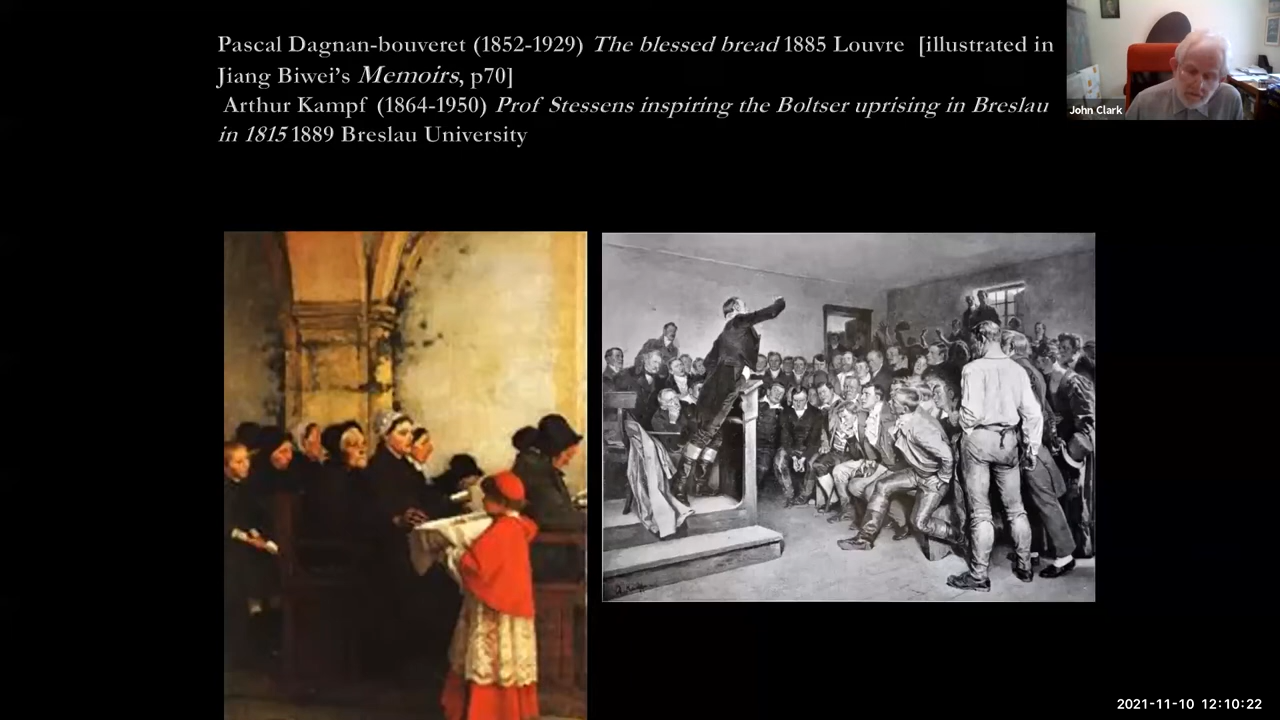 Pascal Dagnan-bouveret (1852-1929) The blessed bread 1885 Louvre [illustrated in
Jiang Biwei's Memoirs, p70]
Arthur Kampf (1864-1950) Prof Stessens inspiring the Boltser uprising in Breslau
in 1815 1889 Breslau University
John Clark
2021-11-10 12:10:22